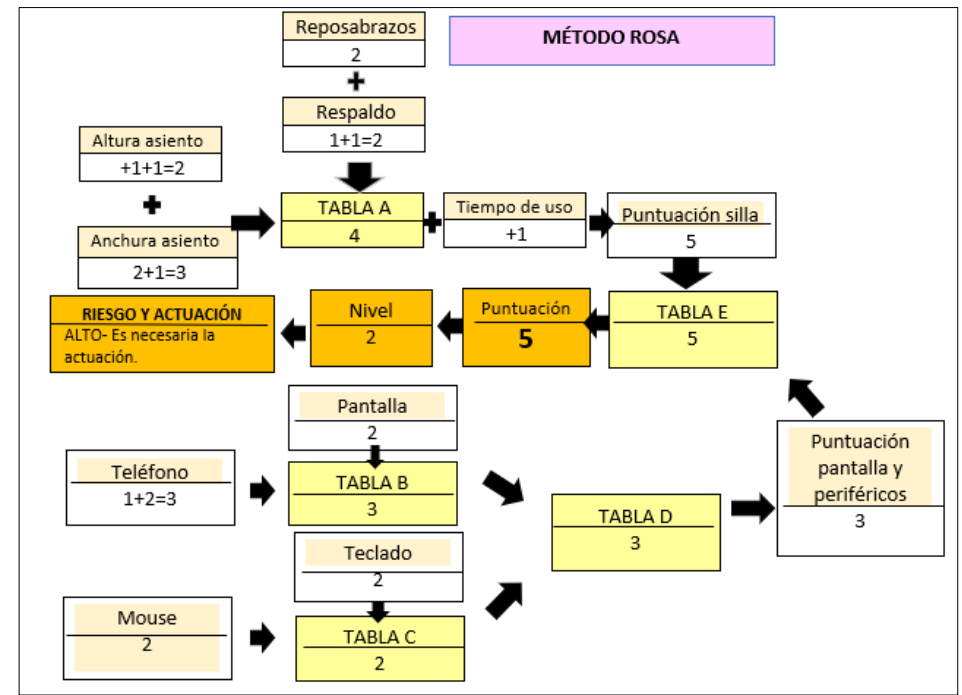 MÉTODO ROSA
Reposabrazos
2
Respaldo
1+1=2
Altura asiento
+1+1=2
Anchura asiento
2+1=3
TABLA A
4
Tiempo de uso
+1
Puntuación silla
5
TABLA E
5
Puntuación
5
Nivel
2
RIESGO Y ACTUACIÓN
ALTO- Es necesaria la
actuación.
Pantalla
2
Teléfono
1+2=3
TABLA B
3
Teclado
2
Mouse
2
TABLA C
2
TABLA D
3
Puntuación
pantalla y
periféricos
3